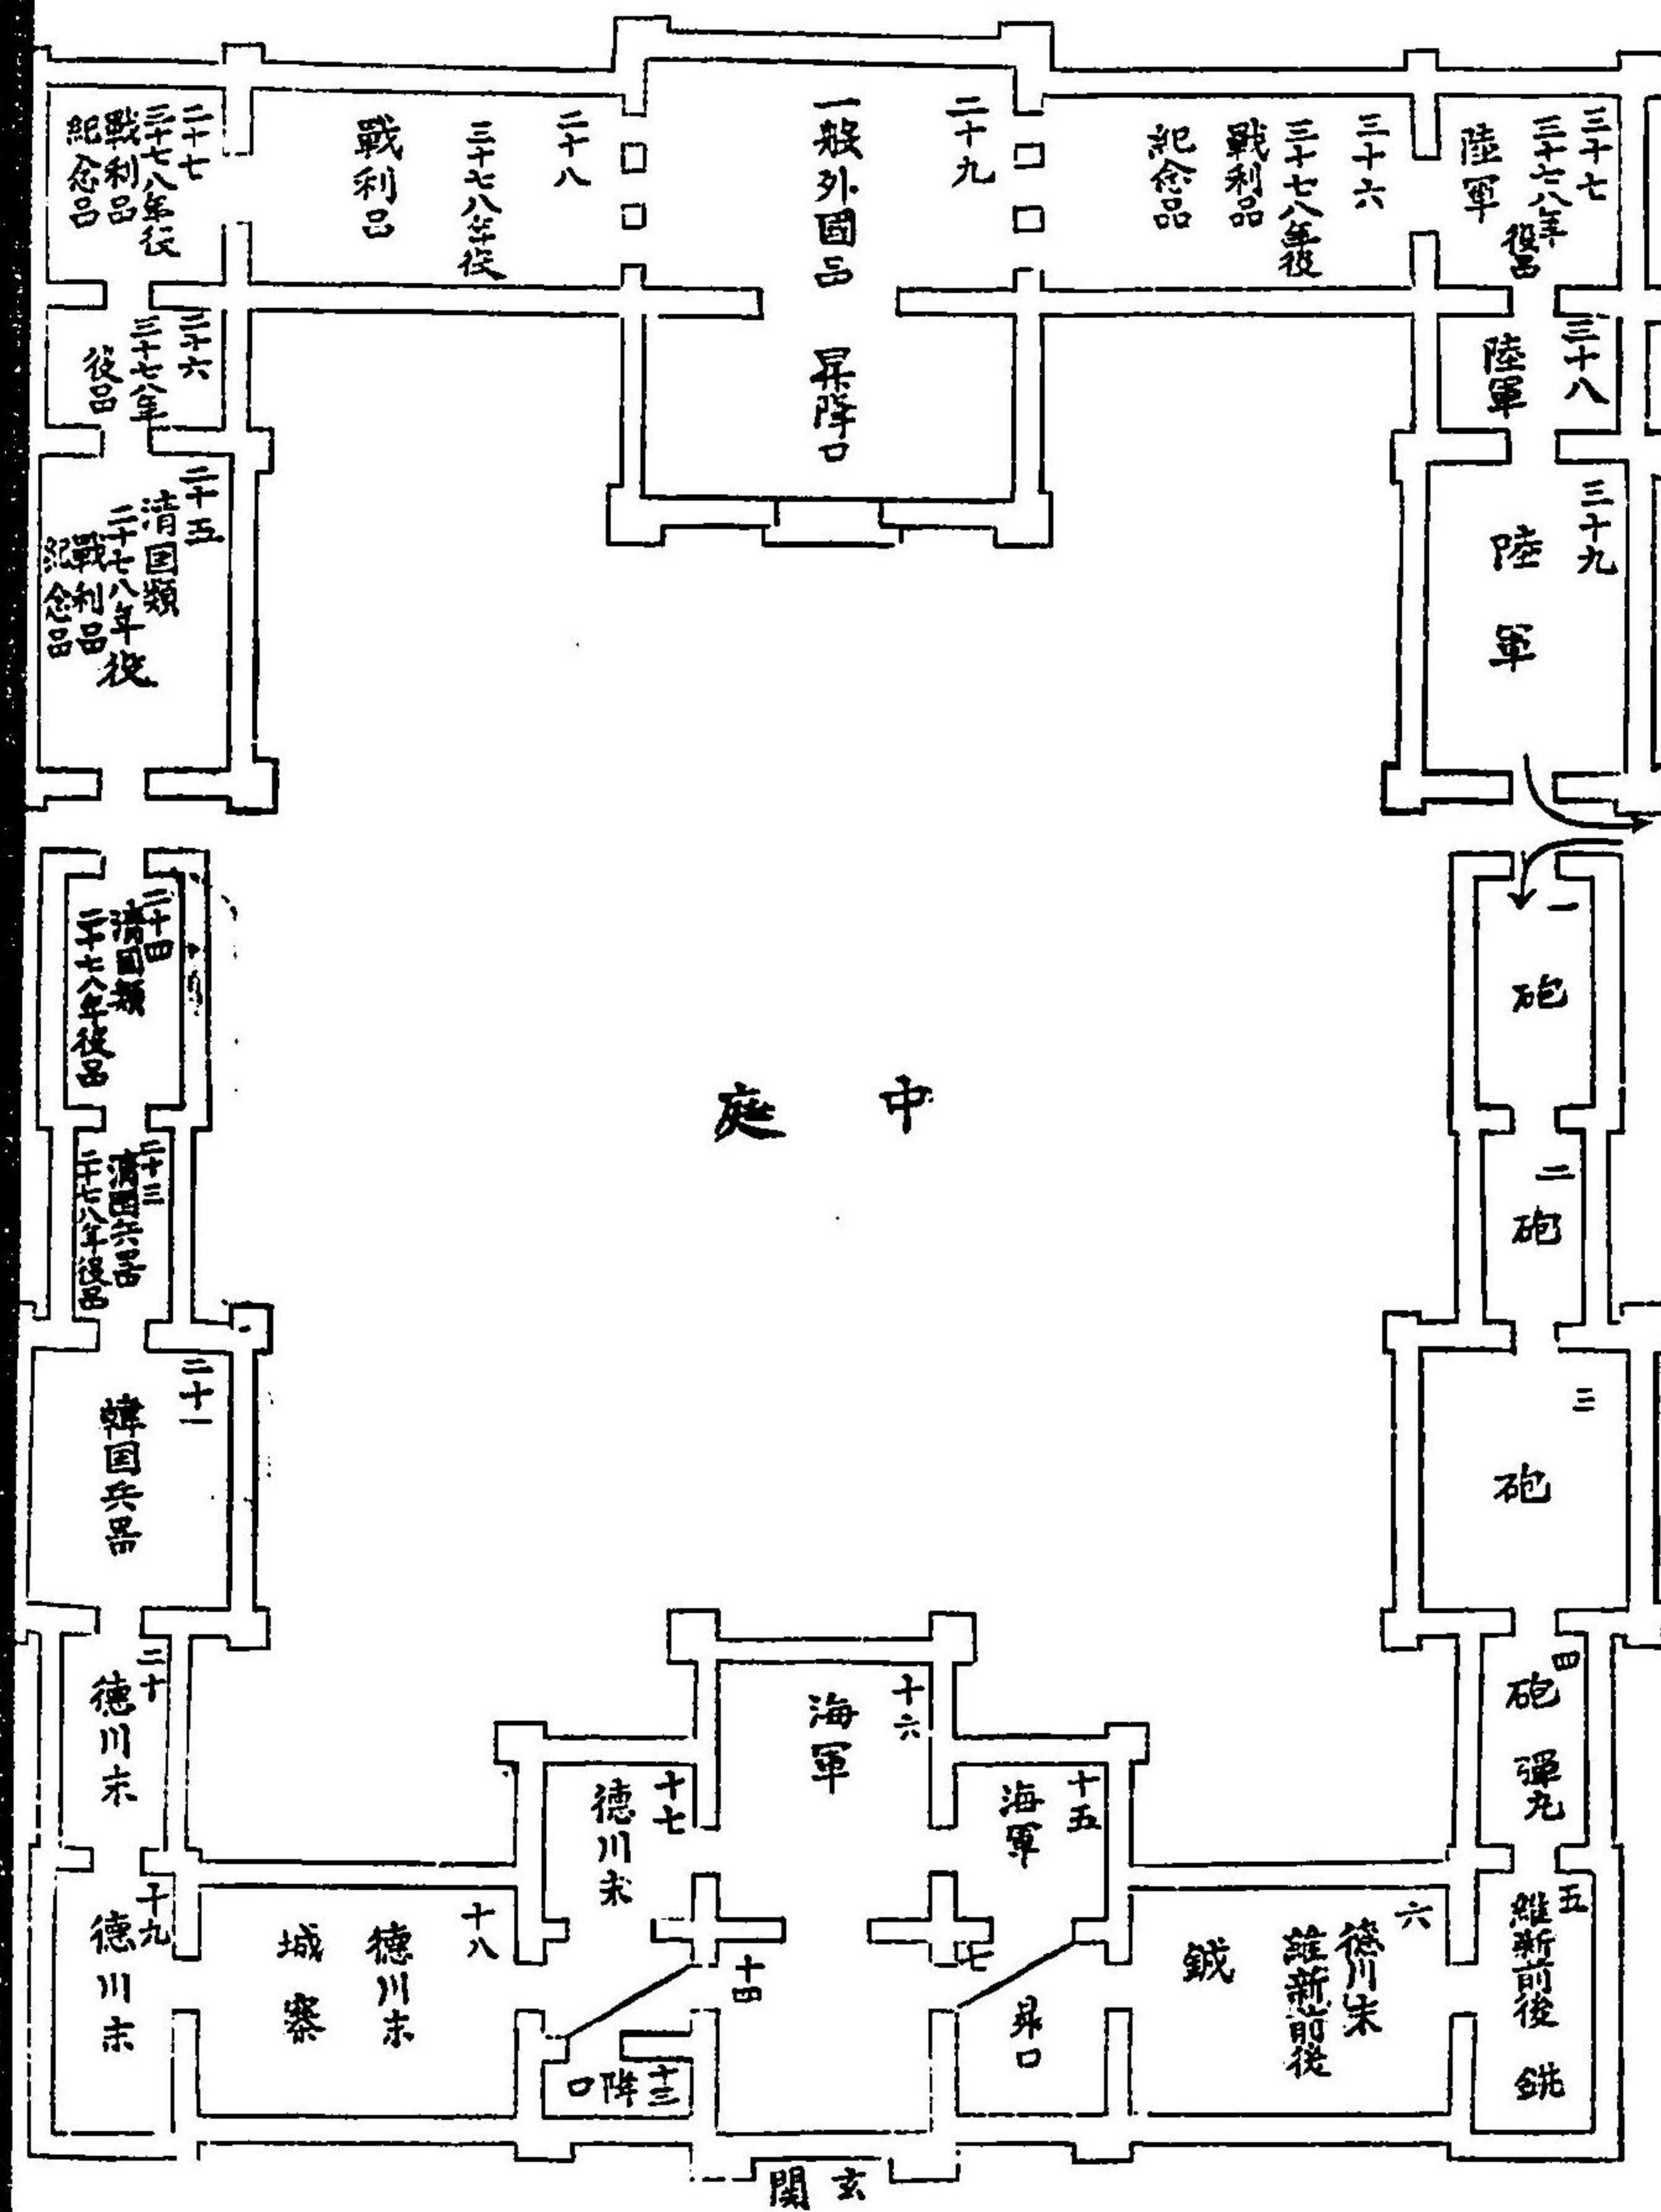 三十七
三十七八年
役品
陸軍
三十六
三十七八年役
戰利品
紀念品
二十九
一般外國品
昇降口
二十八
三十七八年役
戰利品
二十七
三十七八年役
戰利品
紀念品
三十八
陸軍
二十六
三十七八年
役品
三十九
陸軍
二十五
清国類
二十七八年役
戰利品
紀念品
一
砲
二十四
清国類
二十七八年役品
中庭
二
砲
二十三
清国兵器
二十七八年役品
三
砲
二十一
韓国兵器
四
砲
彈丸
二十
徳川末
十六
海軍
十五
海軍
十七
徳川末
五
維新前後
銃
六
徳川末
維新前後
銃
七
昇口
十四
十三
降口
十八
徳川末
城寨
十九
徳川末
玄関